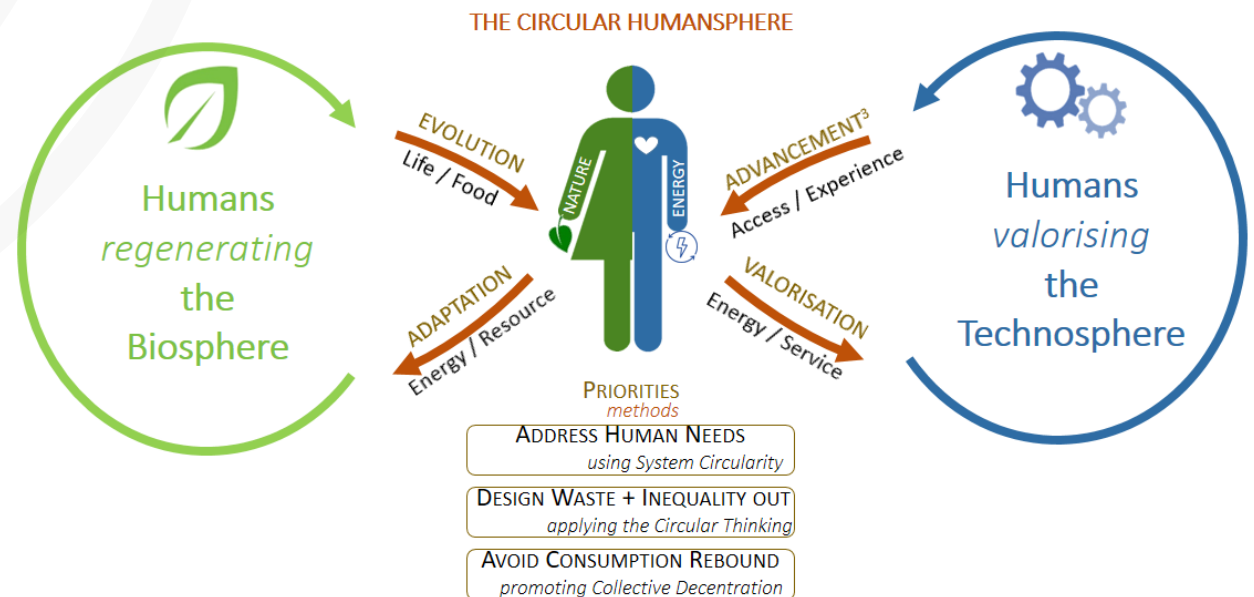 THE CIRCULAR HUMANSPHERE
Humans
regenerating
the
Biosphere
EVOLUTION
Life / Food
ADAPTATION
Energy / Resource
NATURE
ENERGY
ADVANCEMENT³
Access / Experience
VALORISATION
Energy / Service
Humans
valorising
the
Technosphere
PRIORITIES
methods
ADDRESS HUMAN NEEDS
using System Circularity
DESIGN WASTE + INEQUALITY OUT
applying the Circular Thinking
AVOID CONSUMPTION REBOUND
promoting Collective Decentration